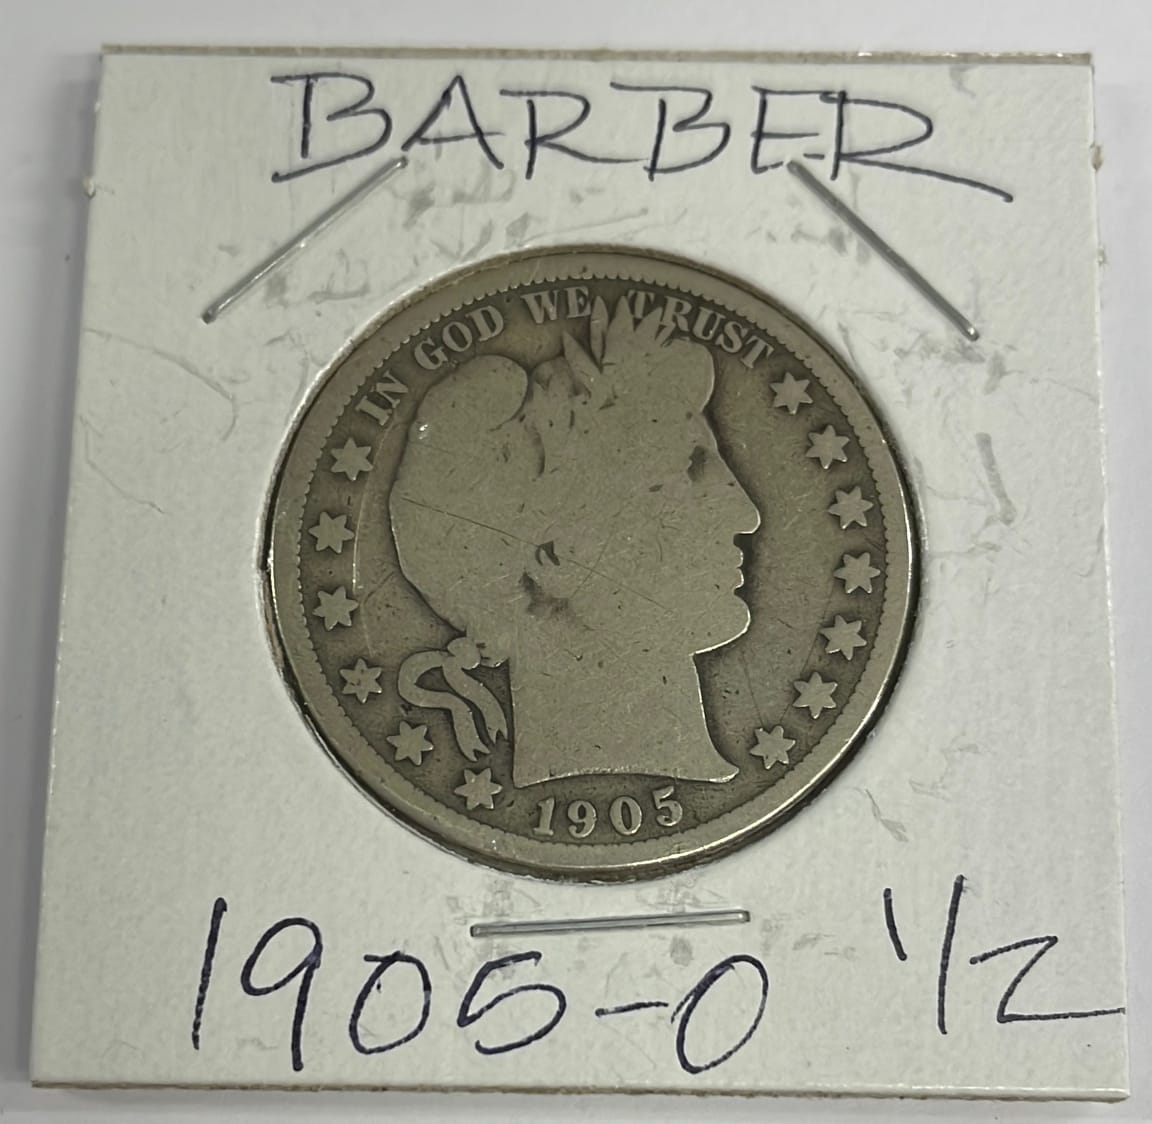 BARBER
IN GOD WE TRUST
1905
1905-O 1/2